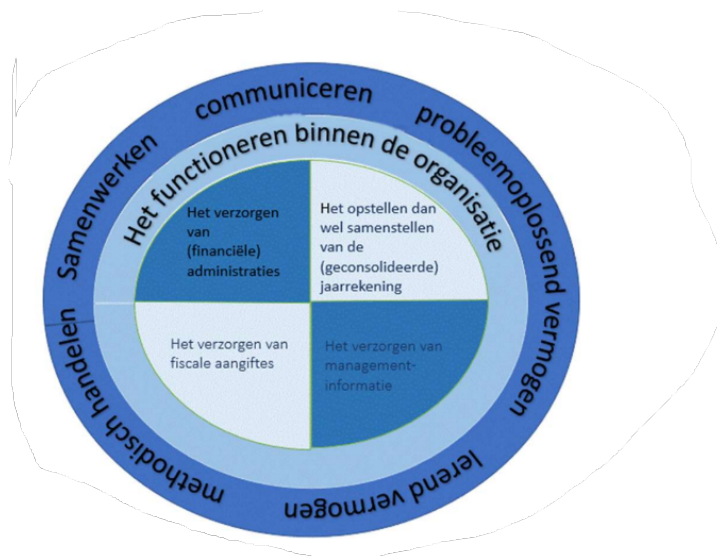 communiceren
probleemoplossend vermogen
lerend vermogen
methodisch handelen
Samenwerken
Het functioneren binnen de organisatie
Het verzorgen
van
(financiële)
administraties
Het opstellen dan
wel samenstellen
van de
(geconsolideerde)
jaarrekening
Het verzorgen van
fiscale aangiftes
Het verzorgen van
management-
informatie